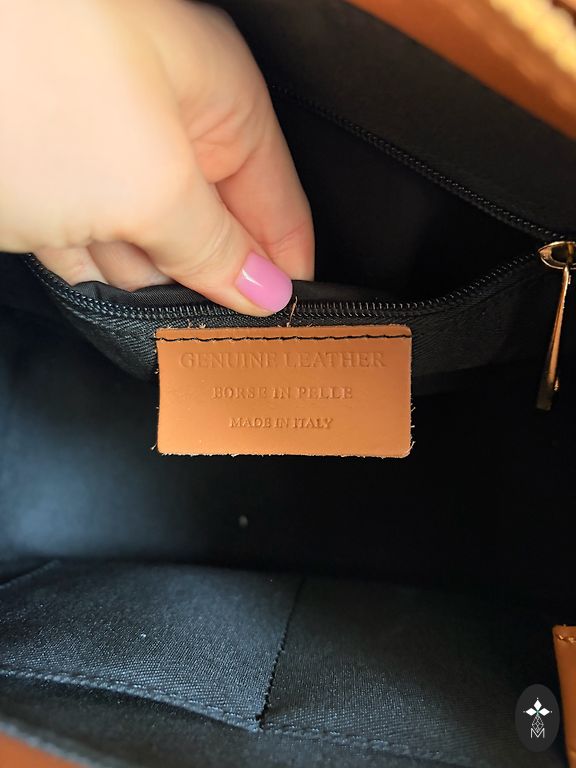 GENUINE LEATHER
BORSE IN PELLE
MADE IN ITALY